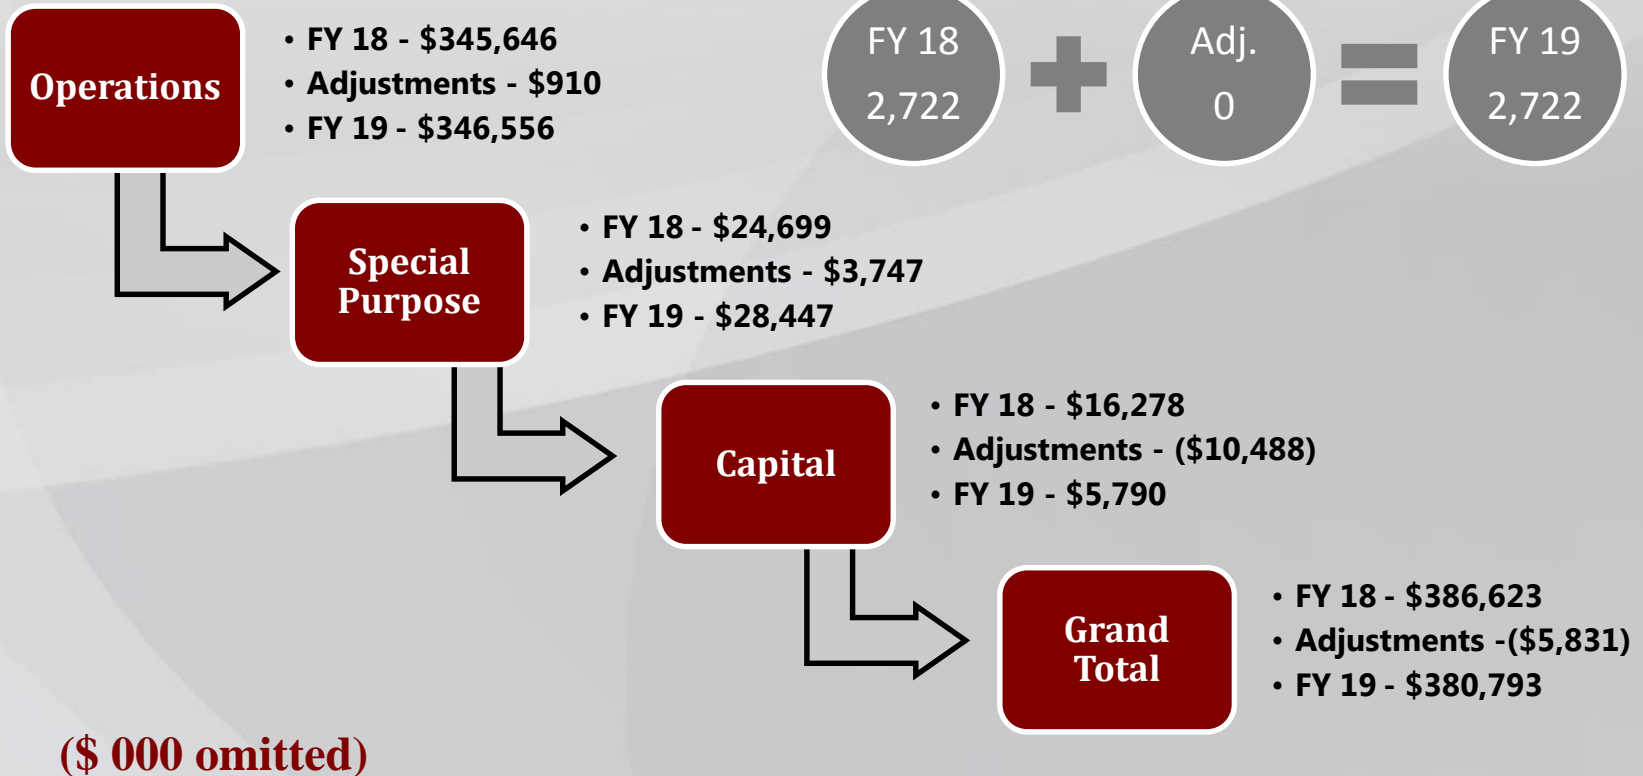 Operations
• FY 18 - $345,646
• Adjustments - $910
• FY 19 - $346,556
FY 18
2,722
Adj.
0
FY 19
2,722
Special
Purpose
• FY 18 - $24,699
• Adjustments - $3,747
• FY 19 - $28,447
Capital
• FY 18 - $16,278
• Adjustments - ($10,488)
• FY 19 - $5,790
Grand
Total
• FY 18 - $386,623
• Adjustments -($5,831)
• FY 19 - $380,793
($ 000 omitted)